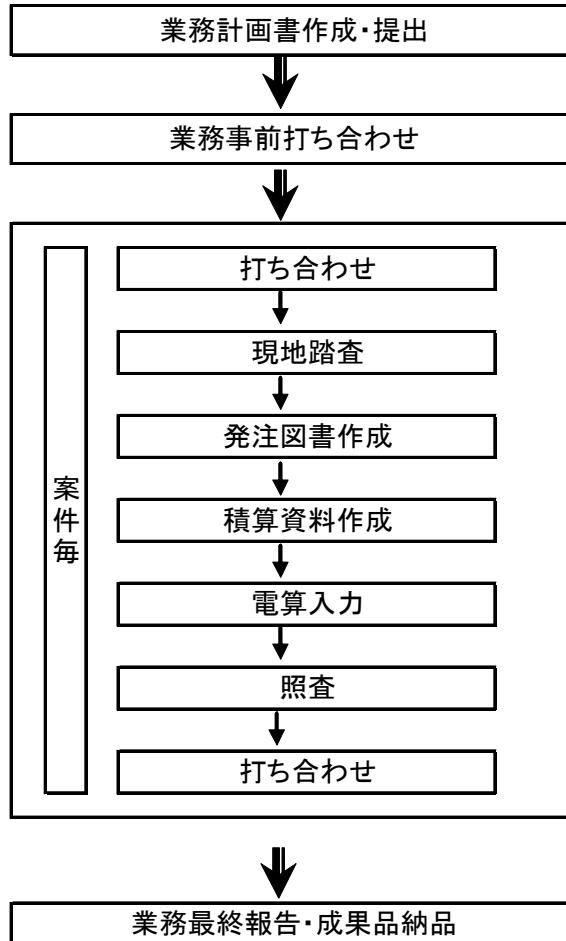 業務計画書作成・提出
業務事前打ち合わせ
案件毎
打ち合わせ
現地踏査
発注図書作成
積算資料作成
電算入力
照査
打ち合わせ
業務最終報告・成果品納品